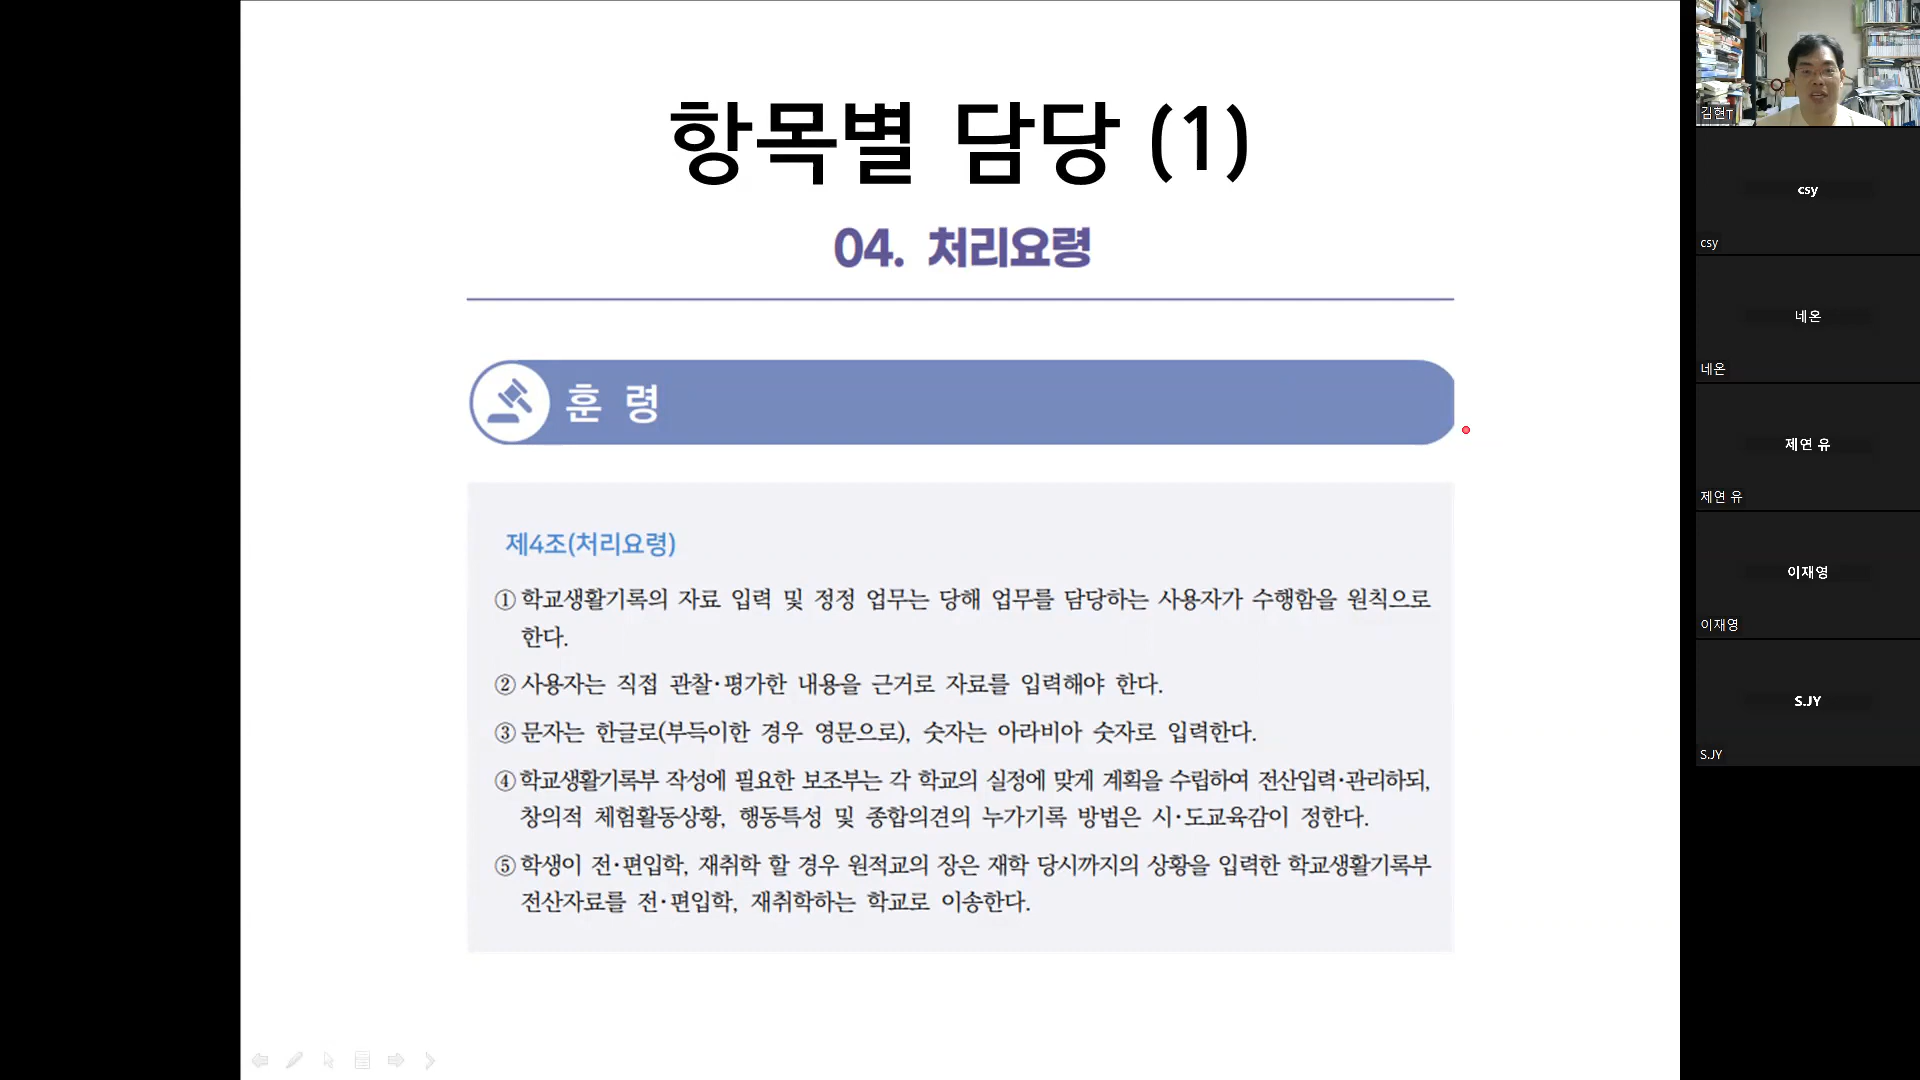 항목별 담당 (1)
04. 처리요령
훈 령
제4조(처리요령)
① 학교생활기록의 자료 입력 및 정정 업무는 당해 업무를 담당하는 사용자가 수행함을 원칙으로
한다.
② 사용자는 직접 관찰·평가한 내용을 근거로 자료를 입력해야 한다.
③ 문자는 한글로(부득이한 경우 영문으로), 숫자는 아라비아 숫자로 입력한다.
④ 학교생활기록부 작성에 필요한 보조부는 각 학교의 실정에 맞게 계획을 수립하여 전산입력·관리하되,
창의적 체험활동상황, 행동특성 및 종합의견의 누가기록 방법은 시·도교육감이 정한다.
⑤ 학생이 전·편입학, 재취학 할 경우 원적교의 장은 재학 당시까지의 상황을 입력한 학교생활기록부
전산자료를 전·편입학, 재취학하는 학교로 이송한다.
김현T
csy
csy
네온
네온
제연 유
제연 유
이재영
이재영
S.JY
S.JY